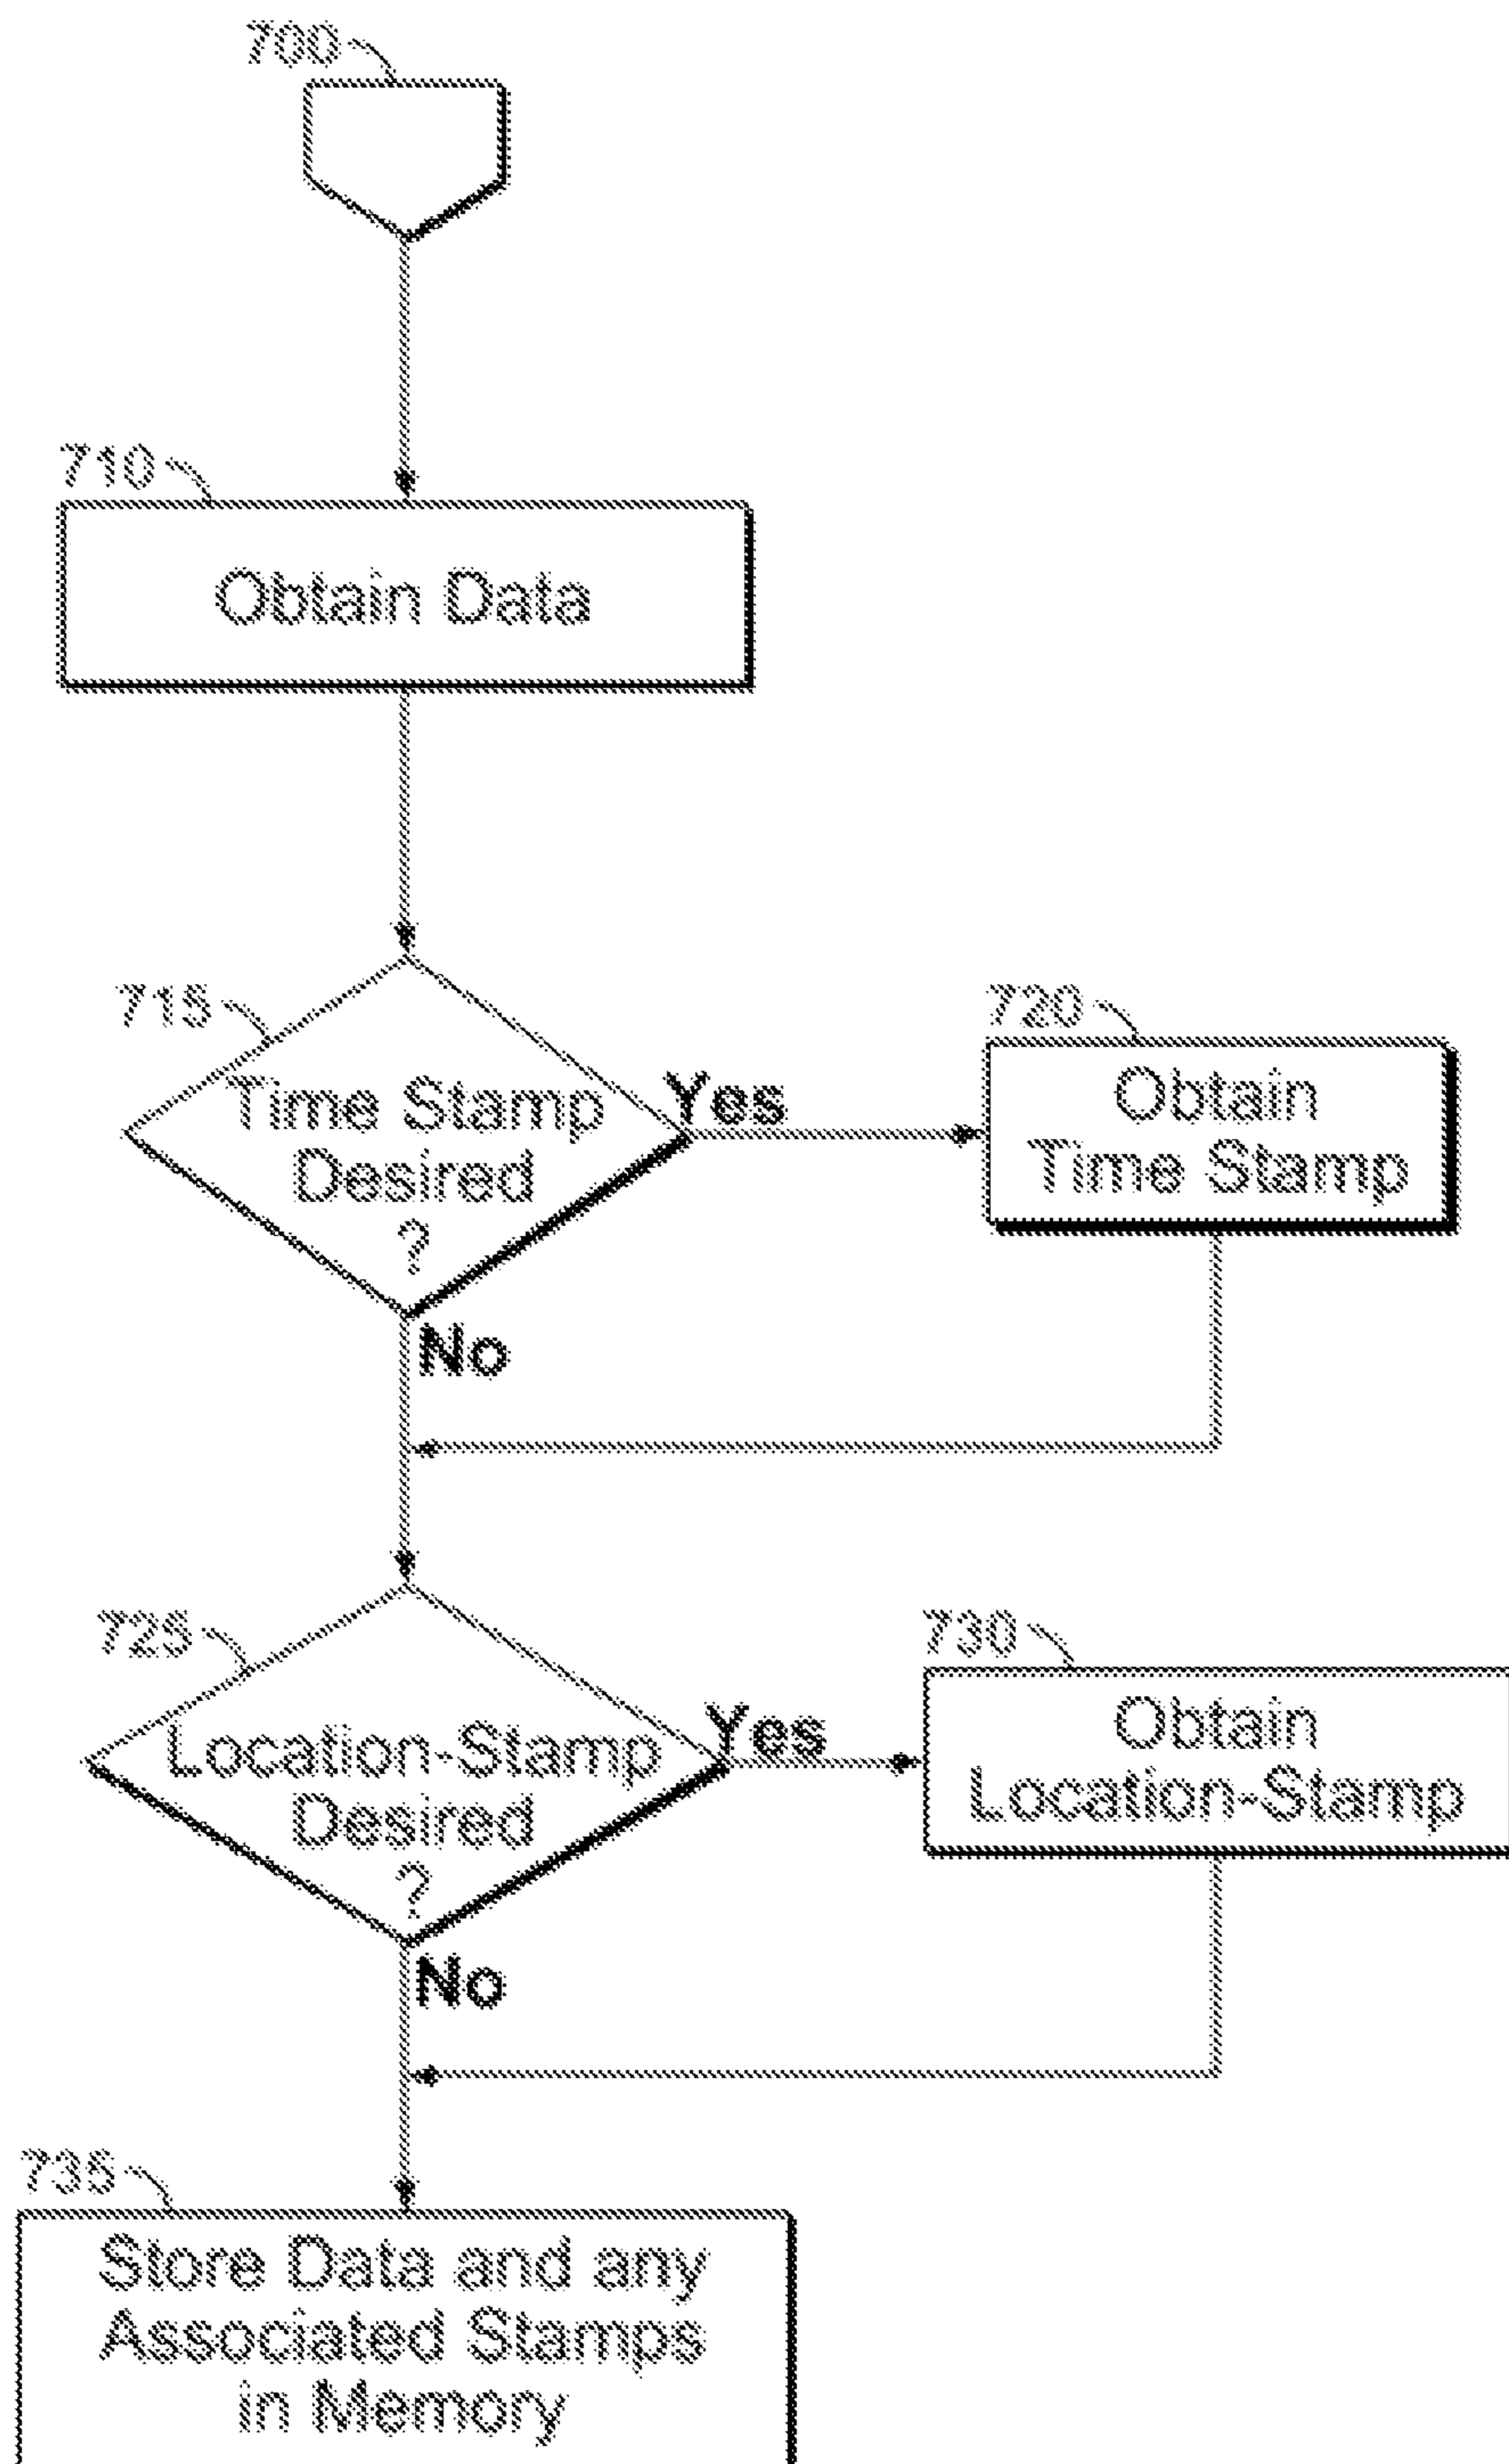 700
710
Obtain Data
715
Time Stamp
Desired
?
Yes
720
Obtain
Time Stamp
No
725
Location-Stamp
Desired
?
Yes
730
Obtain
Location-Stamp
No
735
Store Data and any
Associated Stamps
in Memory